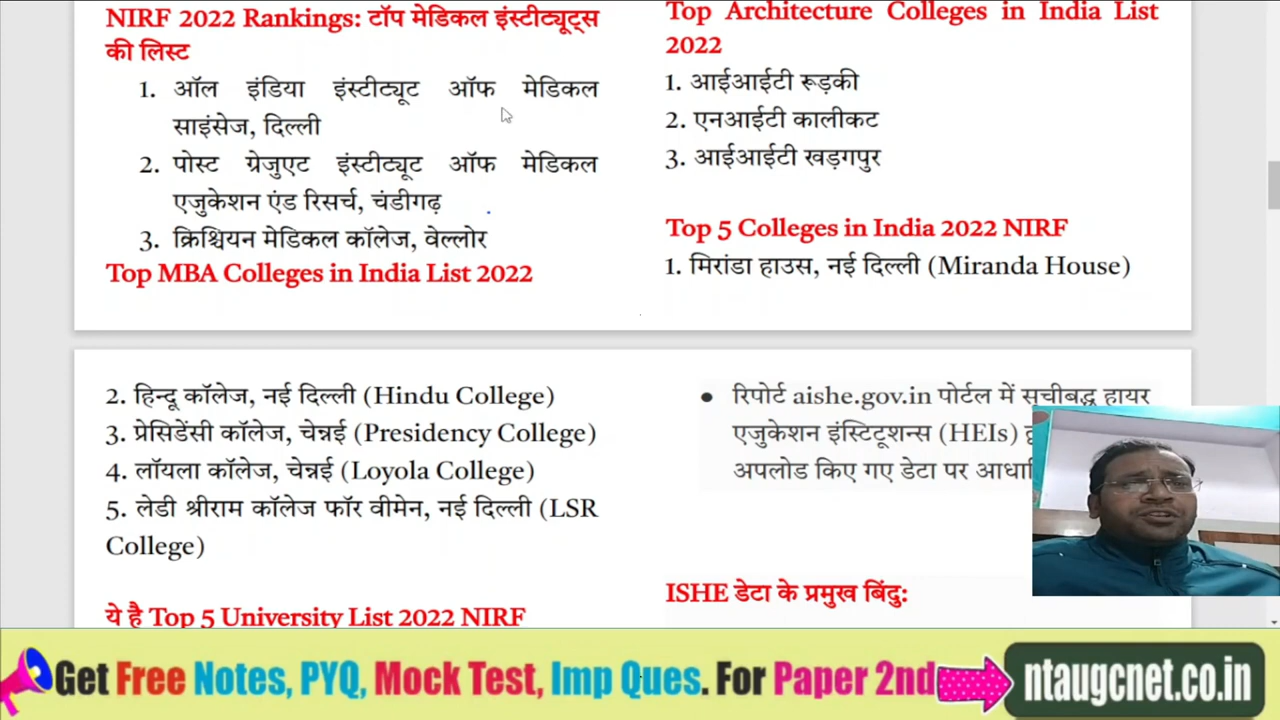 NIRF 2022 Rankings: टॉप मेडिकल इंस्टीट्यूट्स
की लिस्ट
1. ऑल इंडिया इंस्टीट्यूट ऑफ मेडिकल
साइंसेज, दिल्ली
2. पोस्ट ग्रेजुएट इंस्टीट्यूट ऑफ मेडिकल
एजुकेशन एंड रिसर्च, चंडीगढ़
3. क्रिश्चियन मेडिकल कॉलेज, वेल्लोर
Top MBA Colleges in India List 2022
Top Architecture Colleges in India List
2022
1. आईआईटी रूड़की
2. एनआईटी कालीकट
3. आईआईटी खड़गपुर
Top 5 Colleges in India 2022 NIRF
1. मिरांडा हाउस, नई दिल्ली (Miranda House)
2. हिन्दू कॉलेज, नई दिल्ली (Hindu College)
3. प्रेसिडेंसी कॉलेज, चेन्नई (Presidency College)
4. लॉयला कॉलेज, चेन्नई (Loyola College)
5. लेडी श्रीराम कॉलेज फॉर वीमेन, नई दिल्ली (LSR
College)
ये है Top 5 University List 2022 NIRF
• रिपोर्ट aishe.gov.in पोर्टल में सूचीबद्ध हायर
एजुकेशन इंस्टिटूशन्स (HEIs)
अपलोड किए गए डेटा पर
ISHE डेटा के प्रमुख बिंदु:
Get Free Notes, PYQ, Mock Test, Imp Ques. For Paper 2nd
ntaugcnet.co.in